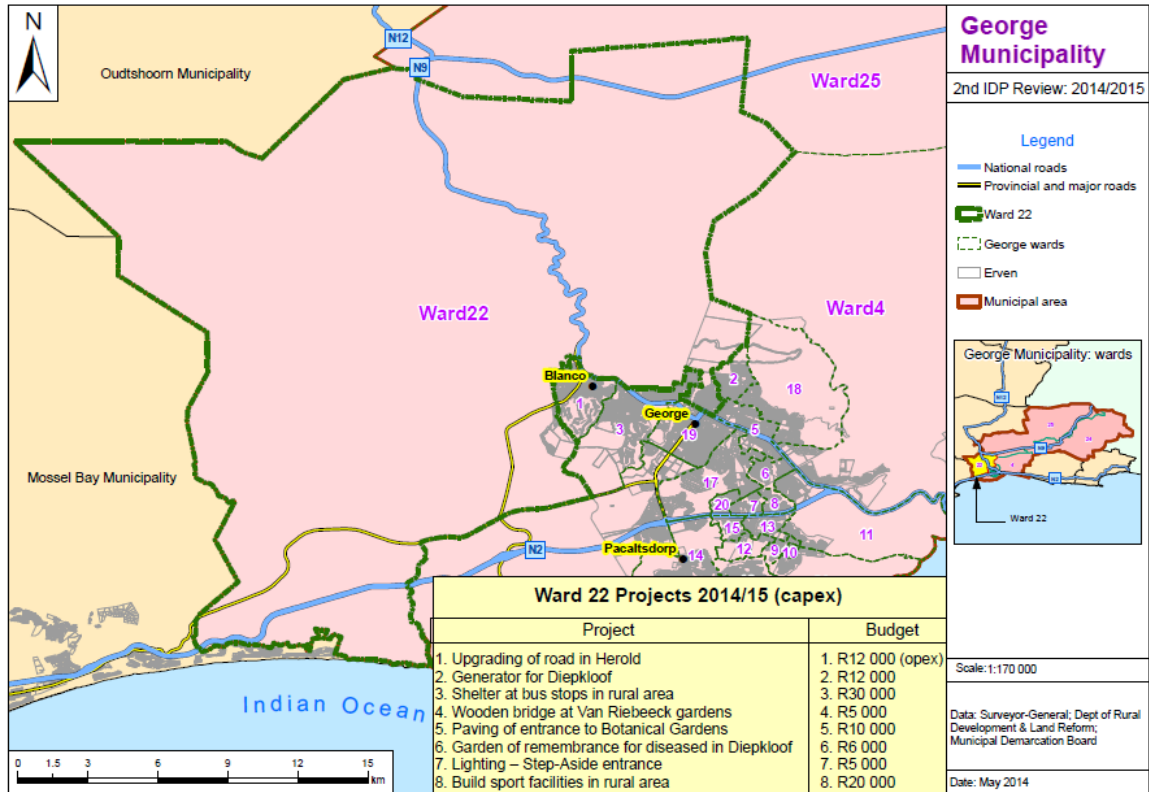 N
N12
N9
Oudtshoorn Municipality
Ward25
Ward22
Ward4
Blanco
George
2
18
1
3
19
5
6
17
20
7
8
15
13
11
12
9
10
14
Pacaltsdorp
Mossel Bay Municipality
N2
Indian Ocean
0 1.5 3 6 9 12 15
km
Ward 22 Projects 2014/15 (capex)
Project Budget
1. Upgrading of road in Herold 1. R12 000 (opex)
2. Generator for Diepkloof 2. R12 000
3. Shelter at bus stops in rural area 3. R30 000
4. Wooden bridge at Van Riebeeck gardens 4. R5 000
5. Paving of entrance to Botanical Gardens 5. R10 000
6. Garden of remembrance for diseased in Diepkloof 6. R6 000
7. Lighting – Step-Aside entrance 7. R5 000
8. Build sport facilities in rural area 8. R20 000
George
Municipality
2nd IDP Review: 2014/2015
Legend
National roads
Provincial and major roads
Ward 22
George wards
Erven
Municipal area
George Municipality: wards
N12
25
24
N9
22
4
N2
Ward 22
Scale:1:170 000
Data: Surveyor-General; Dept of Rural
Development & Land Reform;
Municipal Demarcation Board
Date: May 2014